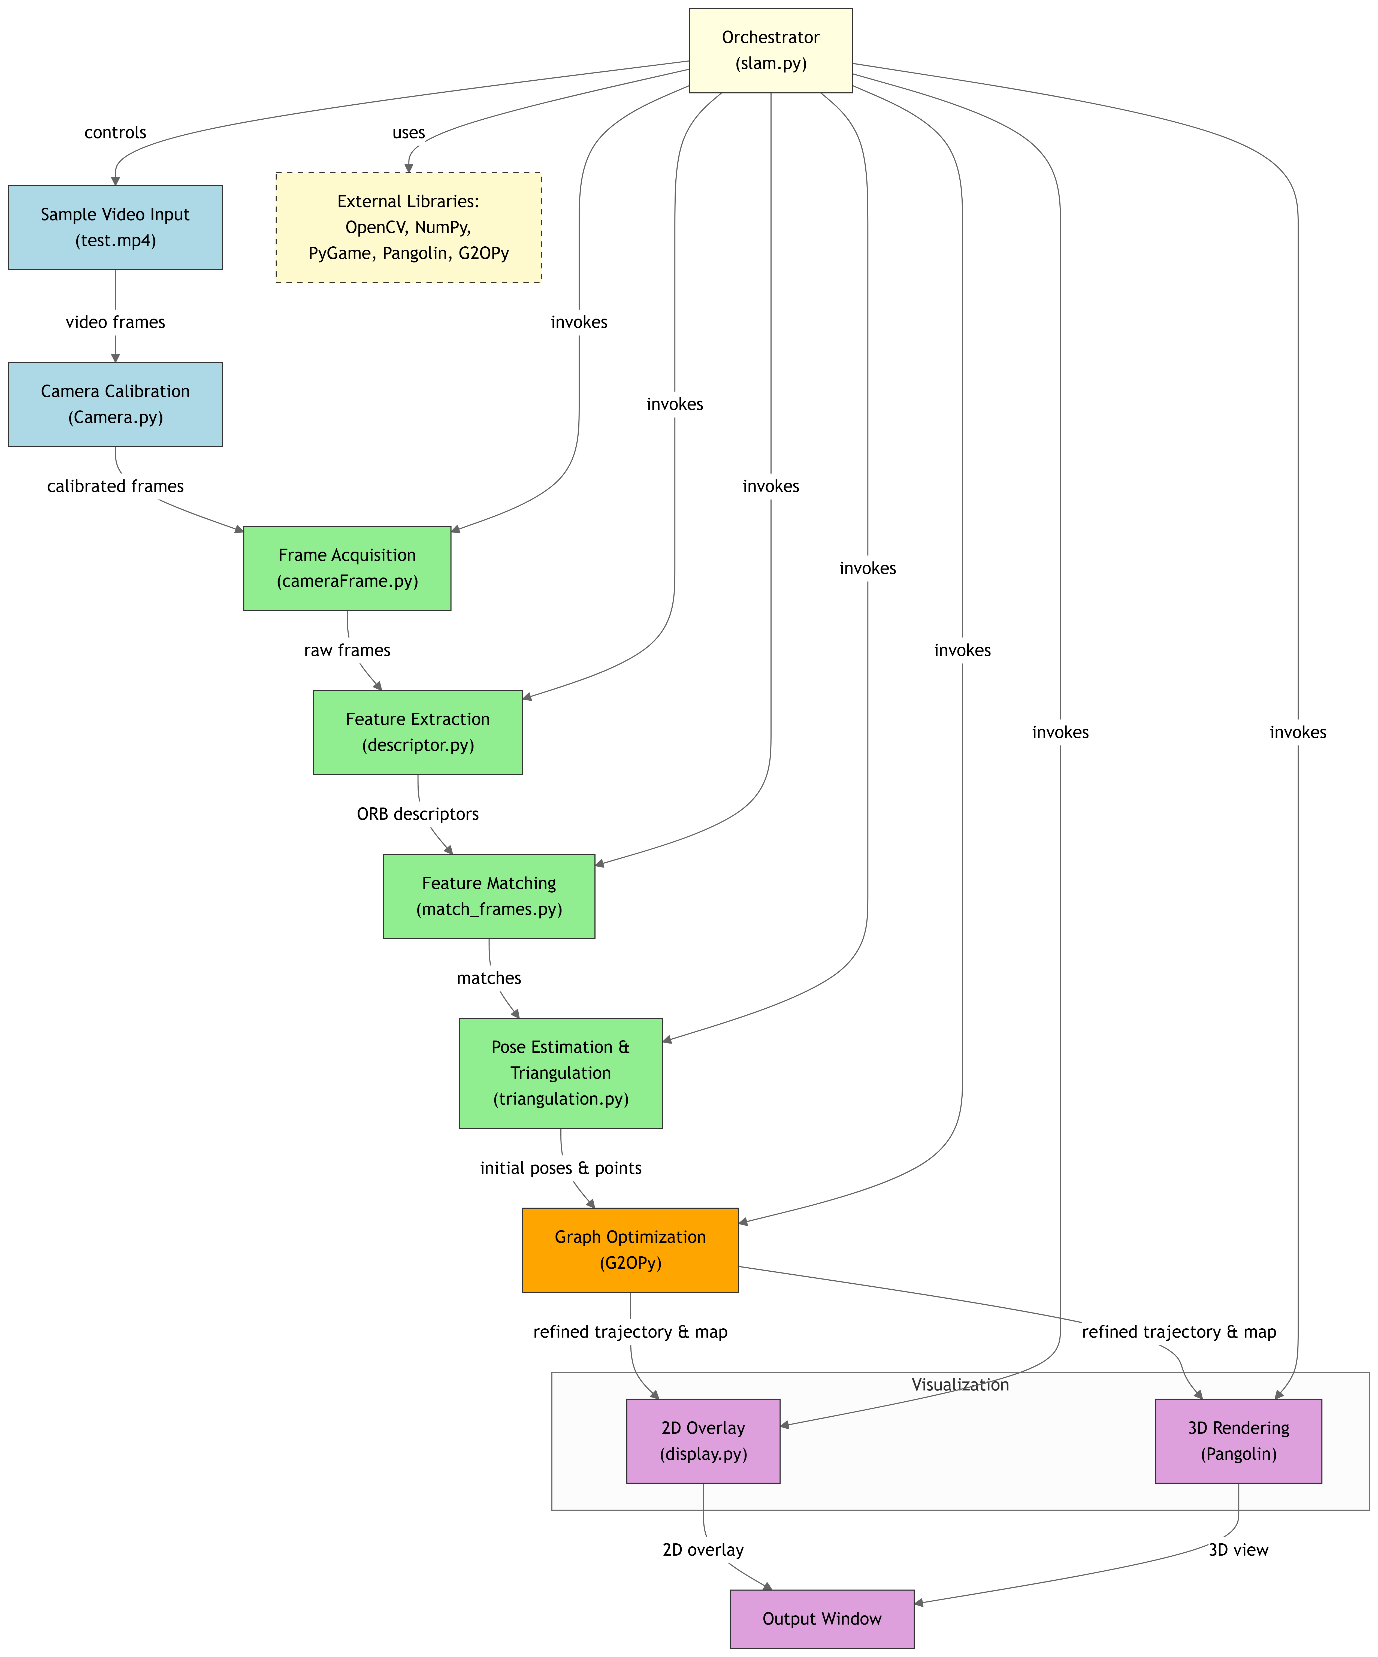 Orchestrator
(slam.py)
controls
uses
Sample Video Input
(test.mp4)
External Libraries:
OpenCV, NumPy,
PyGame, Pangolin, G2OPy
video frames
invokes
Camera Calibration
(Camera.py)
invokes
calibrated frames
invokes
Frame Acquisition
(cameraFrame.py)
invokes
raw frames
invokes
Feature Extraction
(descriptor.py)
invokes
invokes
ORB descriptors
Feature Matching
(match_frames.py)
matches
Pose Estimation &
Triangulation
(triangulation.py)
initial poses & points
Graph Optimization
(G2OPy)
refined trajectory & map
refined trajectory & map
Visualization
2D Overlay
(display.py)
3D Rendering
(Pangolin)
2D overlay
3D view
Output Window